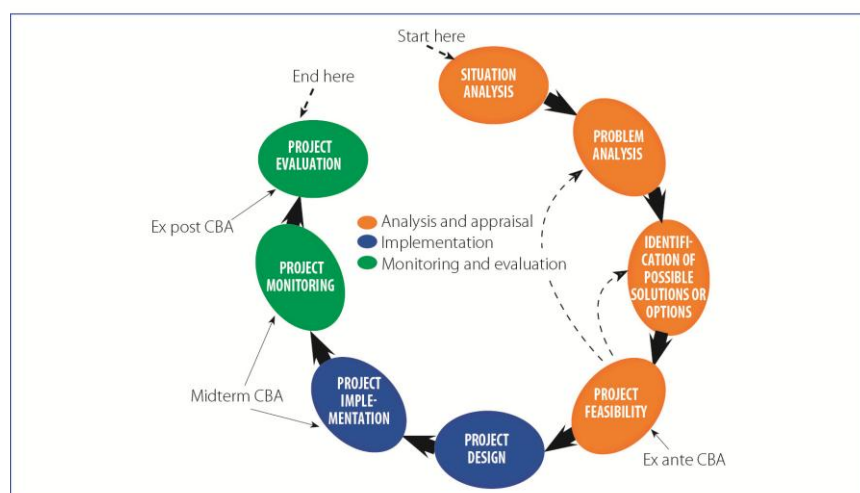 Start here
SITUATION
ANALYSIS
End here
PROBLEM
ANALYSIS
PROJECT
EVALUATION
Ex post CBA
Analysis and appraisal
Implementation
Monitoring and evaluation
IDENTIFI-
CATION OF
POSSIBLE
SOLUTIONS OR
OPTIONS
PROJECT
MONITORING
Midterm CBA
PROJECT
IMPLE-
MENTATION
PROJECT
DESIGN
PROJECT
FEASIBILITY
Ex ante CBA